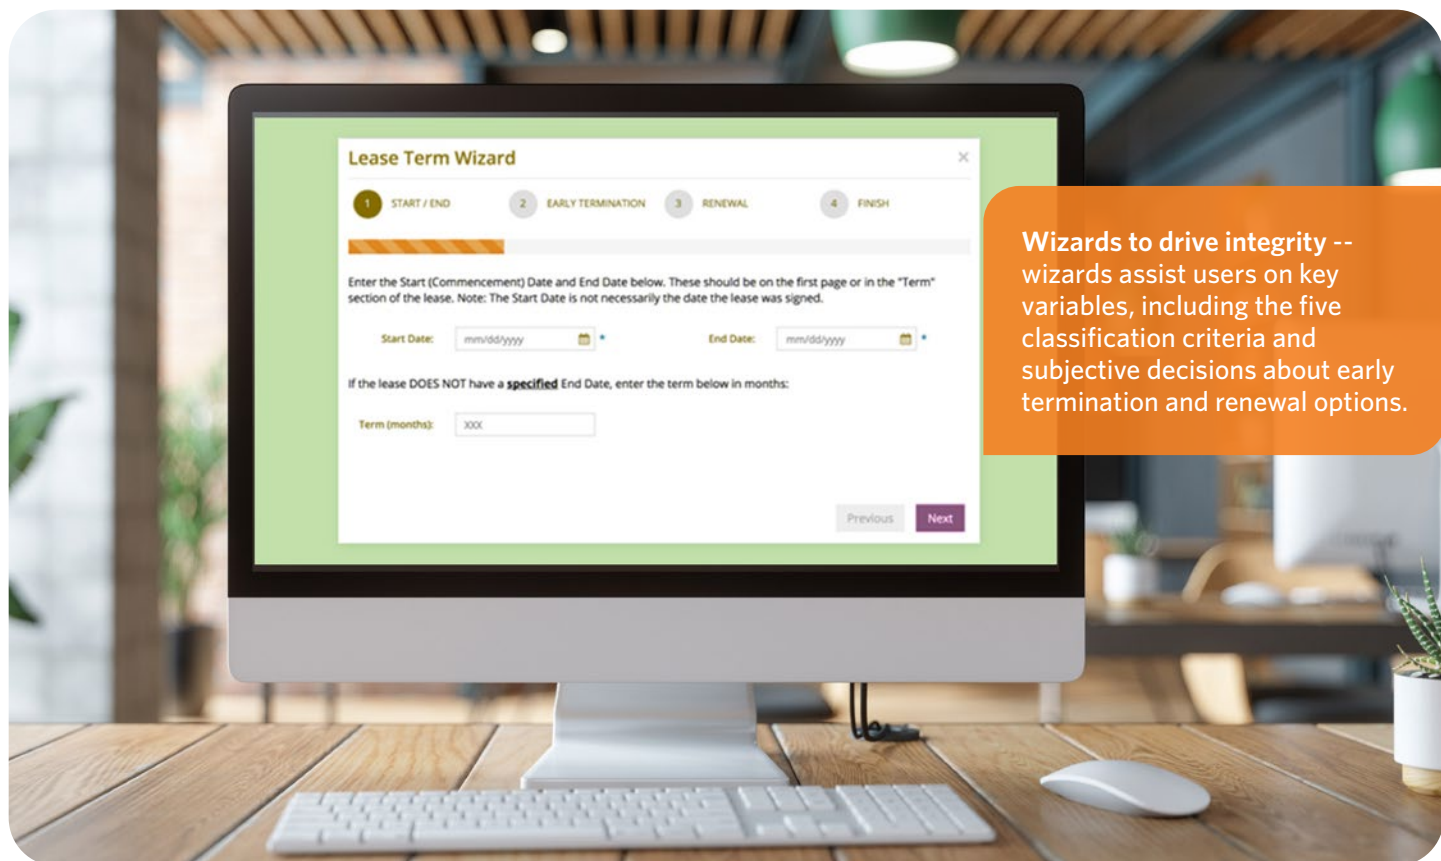 Lease Term Wizard
×
1 START / END 2 EARLY TERMINATION 3 RENEWAL 4 FINISH
Enter the Start (Commencement) Date and End Date below. These should be on the first page or in the "Term"
section of the lease. Note: The Start Date is not necessarily the date the lease was signed.
Start Date: mm/dd/yyyy * End Date: mm/dd/yyyy *
If the lease DOES NOT have a specified End Date, enter the term below in months:
Term (months): XXX
Previous Next
Wizards to drive integrity --
wizards assist users on key
variables, including the five
classification criteria and
subjective decisions about early
termination and renewal options.